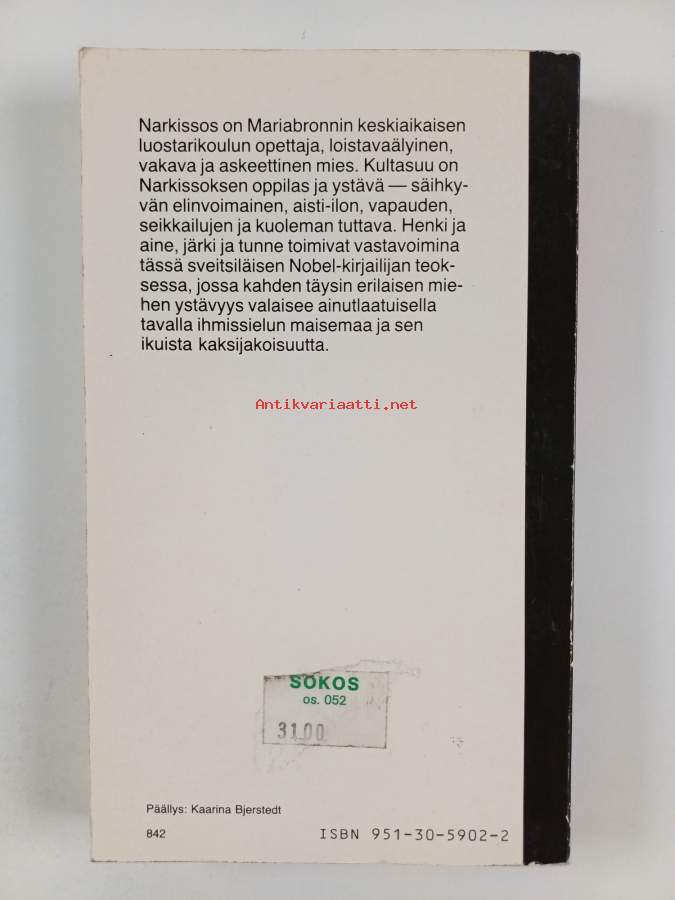 Narkissos on Mariabronnin keskiaikaisen
luostarikoulun opettaja, loistavaälyinen,
vakava ja askeettinen mies. Kultasuu on
Narkissoksen oppilas ja ystävä — säihky-
vän elinvoimainen, aisti-ilon, vapauden,
seikkailujen ja kuoleman tuttava. Henki ja
aine, järki ja tunne toimivat vastavoimina
tässä sveitsiläisen Nobel-kirjailijan teok-
sessa, jossa kahden täysin erilaisen mie-
hen ystävyys valaisee ainutlaatuisella
tavalla ihmissielun maisemaa ja sen
ikuista kaksijakoisuutta.
Antikvariaatti.net
SOKOS
os. 052
31.00
Päällys: Kaarina Bjerstedt
842 ISBN 951-30-5902-2